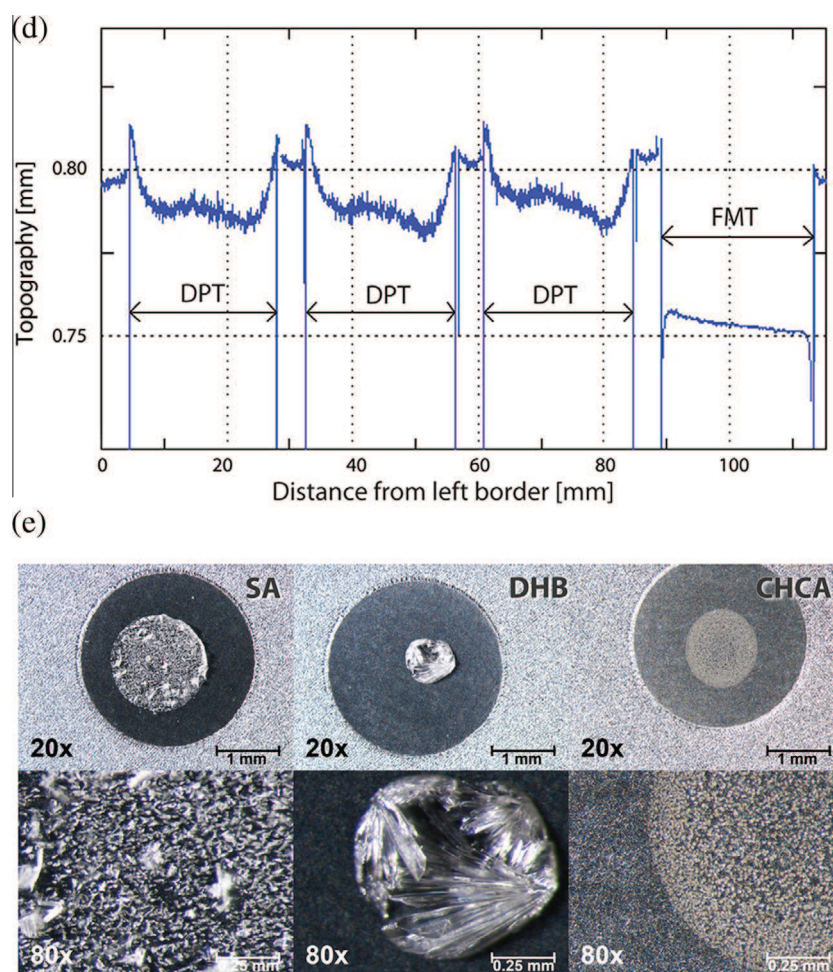 (d)
Topography [mm]
0.80
0.75
DPT
DPT
DPT
FMT
0
20
40
60
80
100
Distance from left border [mm]
(e)
SA
20x
1 mm
DHB
20x
1 mm
CHCA
20x
1 mm
80x
0.25 mm
80x
0.25 mm
80x
0.25 mm